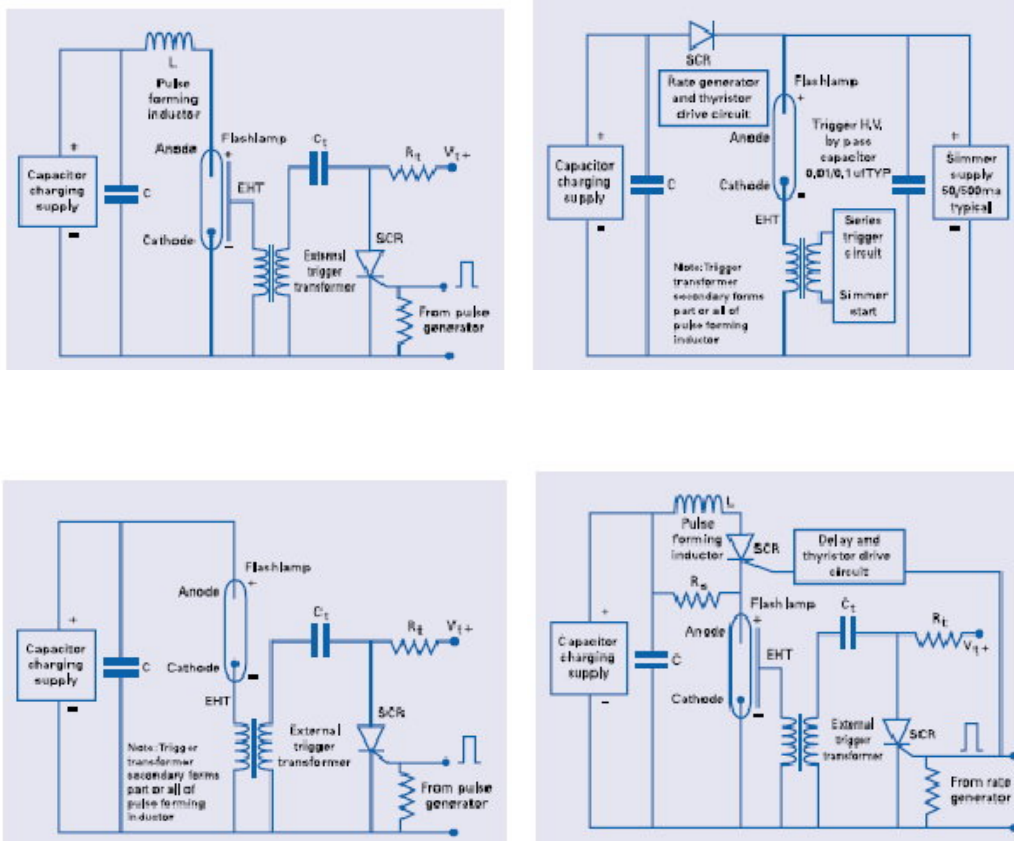 L
Pulse
forming
inductor
Anode
Flashlamp
+
Ct
Rt
Vt+
+
Capacitor
charging
supply
-
C
EHT
Cathode
-
SCR
External
trigger
transformer
From pulse
generator
SCR
Rate generator
and thyristor
drive circuit
Flashlamp
+
Anode
Trigger H.V.
by pass
capacitor
0,01/0,1 ufTYP
+
Capacitor
charging
supply
-
C
Cathode
-
EHT
+
Simmer
supply
50/500ma
typical
-
Series
trigger
circuit
Simmer
start
Note:Trigger
transformer
secondary forms
part or all of
pulse forming
inductor
Flashlamp
+
Anode
Ct
Rt
Vt+
+
Capacitor
charging
supply
-
C
Cathode
-
EHT
SCR
External
trigger
transformer
Note:Trigger
transformer
secondary forms
part or all of
pulse forming
inductor
From pulse
generator
L
Pulse
forming
inductor
SCR
Delay and
thyristor drive
circuit
Rs
Flashlamp
+
Anode
Ct
Rt
Vt+
+
Capacitor
charging
supply
-
C
EHT
Cathode
-
External
trigger
transformer
SCR
From rate
generator